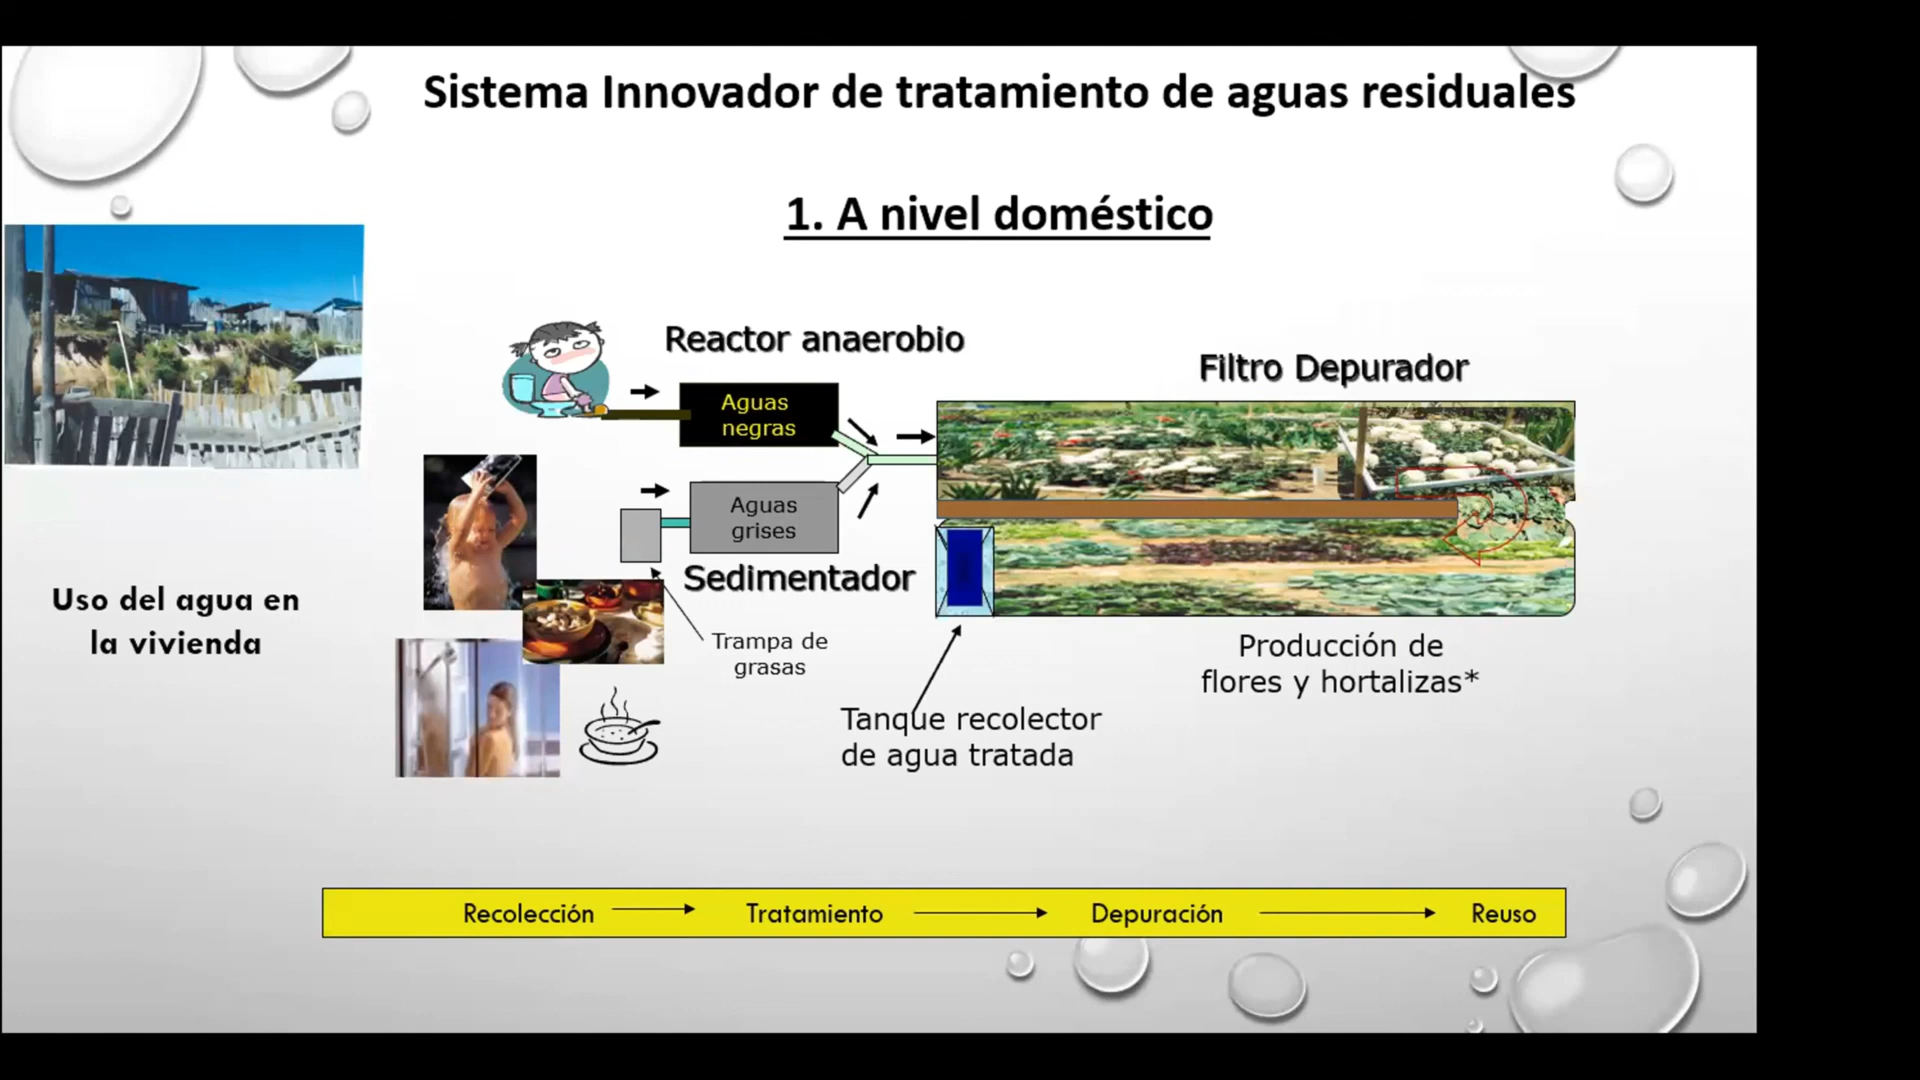 Sistema Innovador de tratamiento de aguas residuales
1. A nivel doméstico
Reactor anaerobio
Filtro Depurador
Aguas
negras
Aguas
grises
Sedimentador
Uso del agua en
la vivienda
Trampa de
grasas
Producción de
flores y hortalizas*
Tanque recolector
de agua tratada
Recolección
Tratamiento
Depuración
Reuso